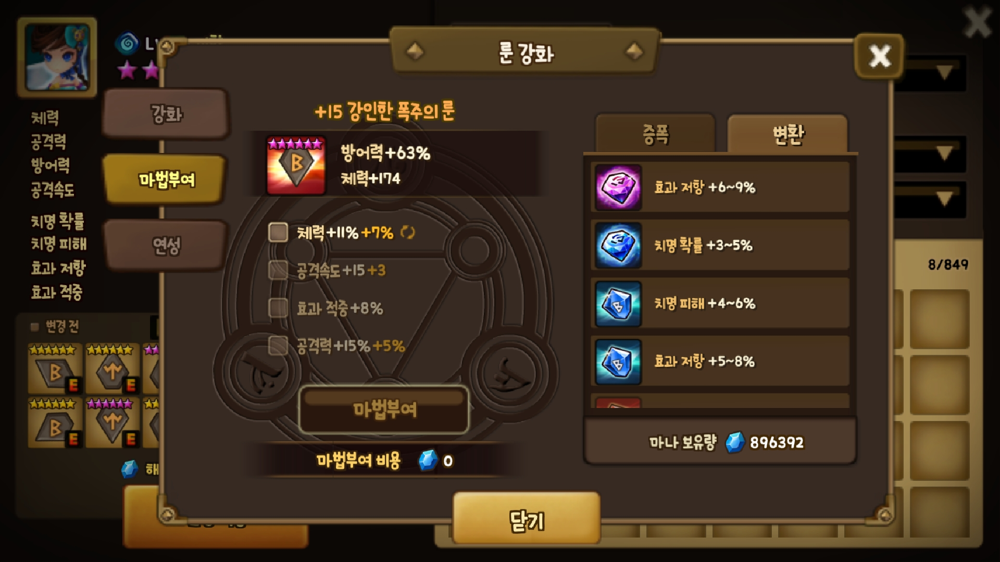 룬 강화
체력
공격력
방어력
공격속도
치명 확률
치명 피해
효과 저항
효과 적중
변경 전
강화
마법부여
연성
+15 강인한 폭주의 룬
방어력+63%
체력+174
체력+11% +7%
공격속도+15 +3
효과 적중+8%
공격력+15% +5%
마법부여
마법부여 비용 0
증폭
변환
효과 저항 +6~9%
치명 확률 +3~5%
치명 피해 +4~6%
효과 저항 +5~8%
마나 보유량 896392
8/849
E
E
E
E
해
닫기